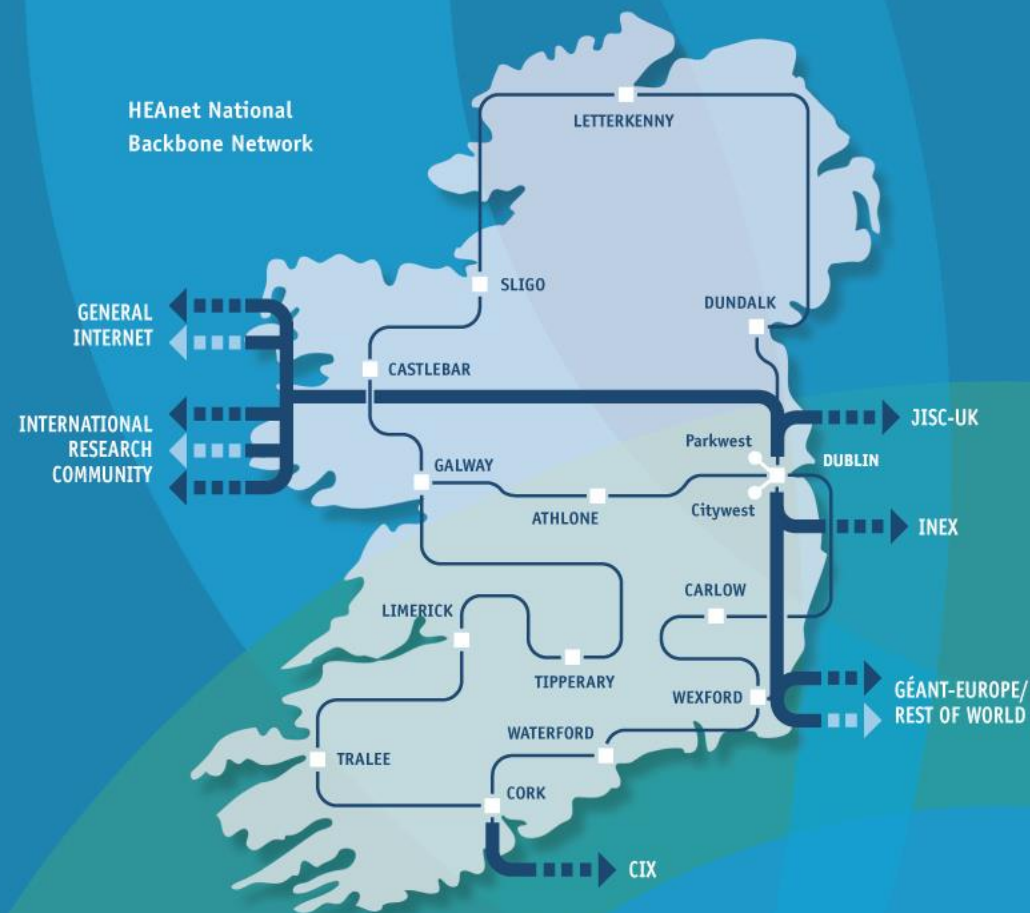 HEAnet National
Backbone Network
LETTERKENNY
SLIGO
DUNDALK
GENERAL
INTERNET
CASTLEBAR
INTERNATIONAL
RESEARCH
COMMUNITY
JISC-UK
Parkwest
DUBLIN
GALWAY
Citywest
ATHLONE
INEX
CARLOW
LIMERICK
TIPPERARY
WEXFORD
GÉANT-EUROPE/
REST OF WORLD
WATERFORD
TRALEE
CORK
CIX